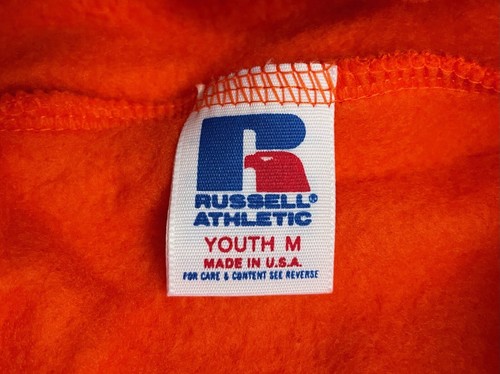 R
RUSSELL®
ATHLETIC
YOUTH M
MADE IN U.S.A.
FOR CARE & CONTENT SEE REVERSE